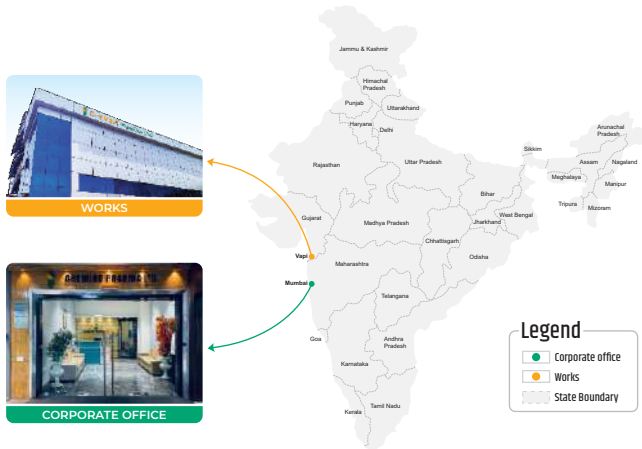 WORKS
CORPORATE OFFICE
Jammu & Kashmir
Himachal
Pradesh
Punjab
Uttarakhand
Haryana
Delhi
Rajasthan
Uttar Pradesh
Sikkim
Arunachal
Pradesh
Assam
Nagaland
Meghalaya
Manipur
Tripura
Mizoram
Bihar
West Bengal
Jharkhand
Gujarat
Madhya Pradesh
Chhattisgarh
Odisha
Vapi
Maharashtra
Mumbai
Telangana
Goa
Andhra
Pradesh
Karnataka
Tamil Nadu
Kerala
Legend
Corporate office
Works
State Boundary